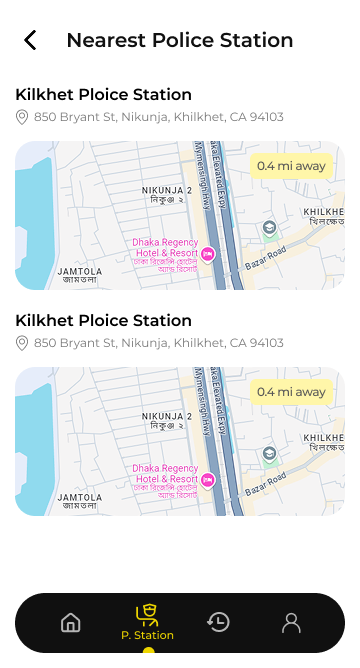 Nearest Police Station
Kilkhet Ploice Station
850 Bryant St, Nikunja, Khilkhet, CA 94103
0.4 mi away
Mymensingh Hwy
Dhaka Elevated Expy
NIKUNJA 2
নিকুঞ্জ ২
KHILKHE
খিলক্ষেত
Dhaka Regency
Hotel & Resort
ঢাকা রিজেন্সি হোটেল
অ্যান্ড রিসোর্ট
Bazar Road
JAMTOLA
জামতলা
Kilkhet Ploice Station
850 Bryant St, Nikunja, Khilkhet, CA 94103
0.4 mi away
Mymensingh Hwy
Dhaka Elevated Expy
NIKUNJA 2
নিকুঞ্জ ২
KHILKHE
খিলক্ষেত
Dhaka Regency
Hotel & Resort
ঢাকা রিজেন্সি হোটেল
অ্যান্ড রিসোর্ট
Bazar Road
JAMTOLA
জামতলা
P. Station